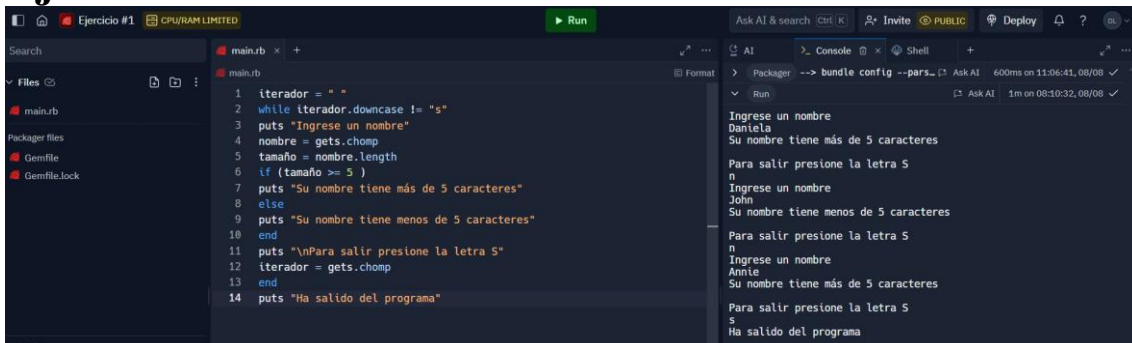 Ejercicio #1 CPU/RAM LIMITED Run Ask AI & search Ctrl K Invite PUBLIC Deploy ? DL
Search
Files
main.rb
Packager files
Gemfile
Gemfile.lock
main.rb × +
main.rb Format
1 iterador = " "
2 while iterador.downcase != "s"
3 puts "Ingrese un nombre"
4 nombre = gets.chomp
5 tamaño = nombre.length
6 if (tamaño >= 5 )
7 puts "Su nombre tiene más de 5 caracteres"
8 else
9 puts "Su nombre tiene menos de 5 caracteres"
10 end
11 puts "\nPara salir presione la letra S"
12 iterador = gets.chomp
13 end
14 puts "Ha salido del programa"
AI >_ Console × Shell +
Packager --> bundle config --pars… Ask AI 600ms on 11:06:41, 08/08
Run Ask AI 1m on 08:10:32, 08/08
Ingrese un nombre
Daniela
Su nombre tiene más de 5 caracteres
Para salir presione la letra S
n
Ingrese un nombre
John
Su nombre tiene menos de 5 caracteres
Para salir presione la letra S
n
Ingrese un nombre
Annie
Su nombre tiene más de 5 caracteres
Para salir presione la letra S
s
Ha salido del programa